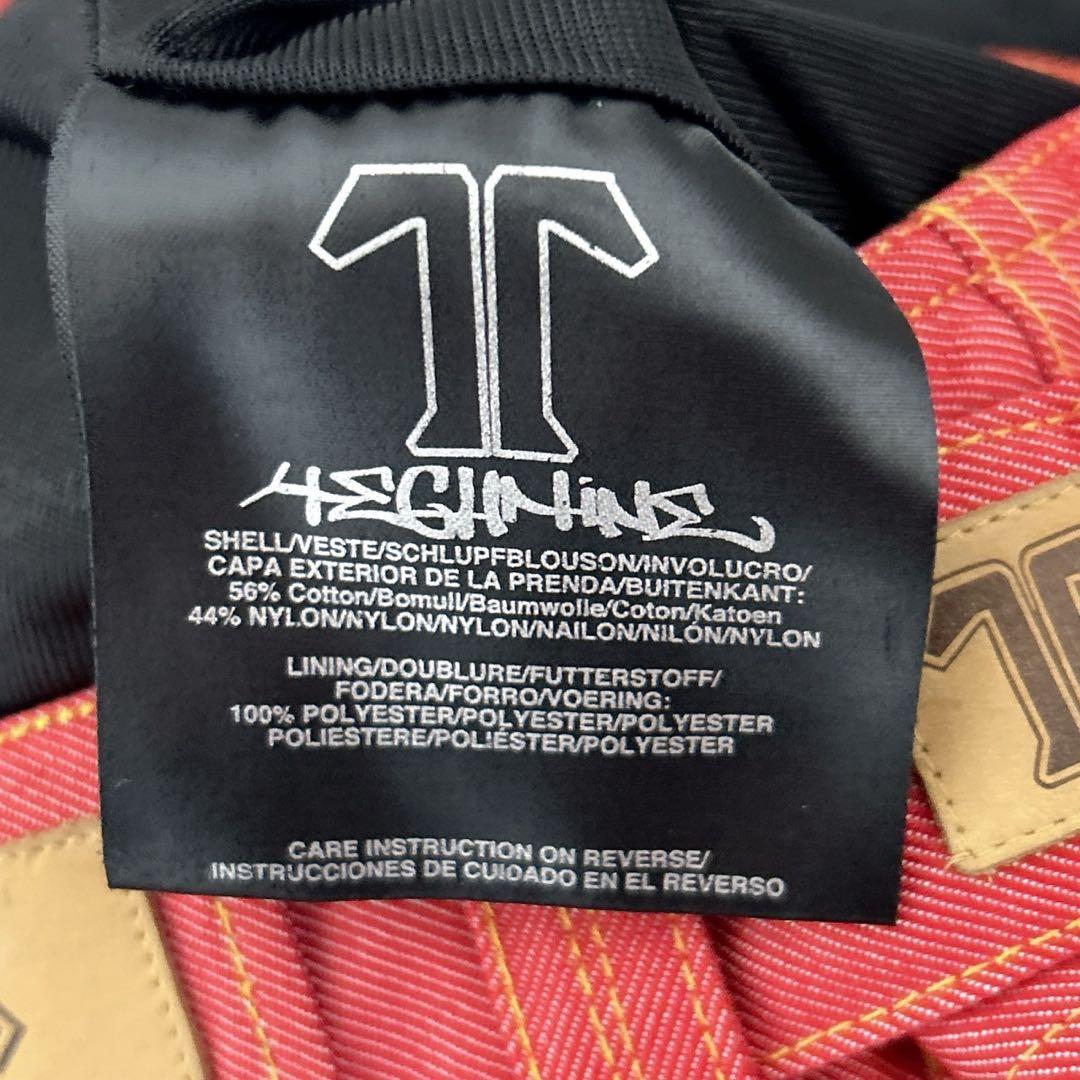 TECHNINE
SHELL/VESTE/SCHLUPFBLOUSON/INVOLUCRO/
CAPA EXTERIOR DE LA PRENDA/BUITENKANT:
56% Cotton/Bomull/Baumwolle/Coton/Katoen
44% NYLON/NYLON/NYLON/NAILON/NILÓN/NYLON
LINING/DOUBLURE/FUTTERSTOFF/
FODERA/FORRO/VOERING:
100% POLYESTER/POLYESTER/POLYESTER
POLIESTERE/POLIÉSTER/POLYESTER
CARE INSTRUCTION ON REVERSE/
INSTRUCCIONES DE CUIDADO EN EL REVERSO